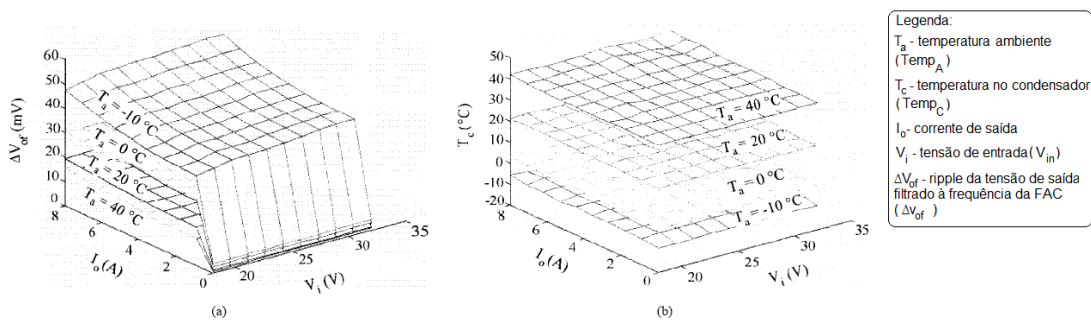 60
50
40
30
20
10
0
ΔV_of (mV)
T_a = -10 °C
T_a = 0 °C
T_a = 20 °C
T_a = 40 °C
8
6
4
2
0
I_o (A)
20
25
30
35
V_i (V)
(a)
50
40
30
20
10
0
-10
-20
T_c (°C)
T_a = 40 °C
T_a = 20 °C
T_a = 0 °C
T_a = -10 °C
8
6
4
2
0
I_o (A)
20
25
30
35
V_i (V)
(b)
Legenda:
T_a - temperatura ambiente
(Temp_A)
T_c - temperatura no condensador
(Temp_C)
I_o - corrente de saída
V_i - tensão de entrada (V_in)
ΔV_of - ripple da tensão de saída
filtrado à frequência da FAC
(Δv_of)